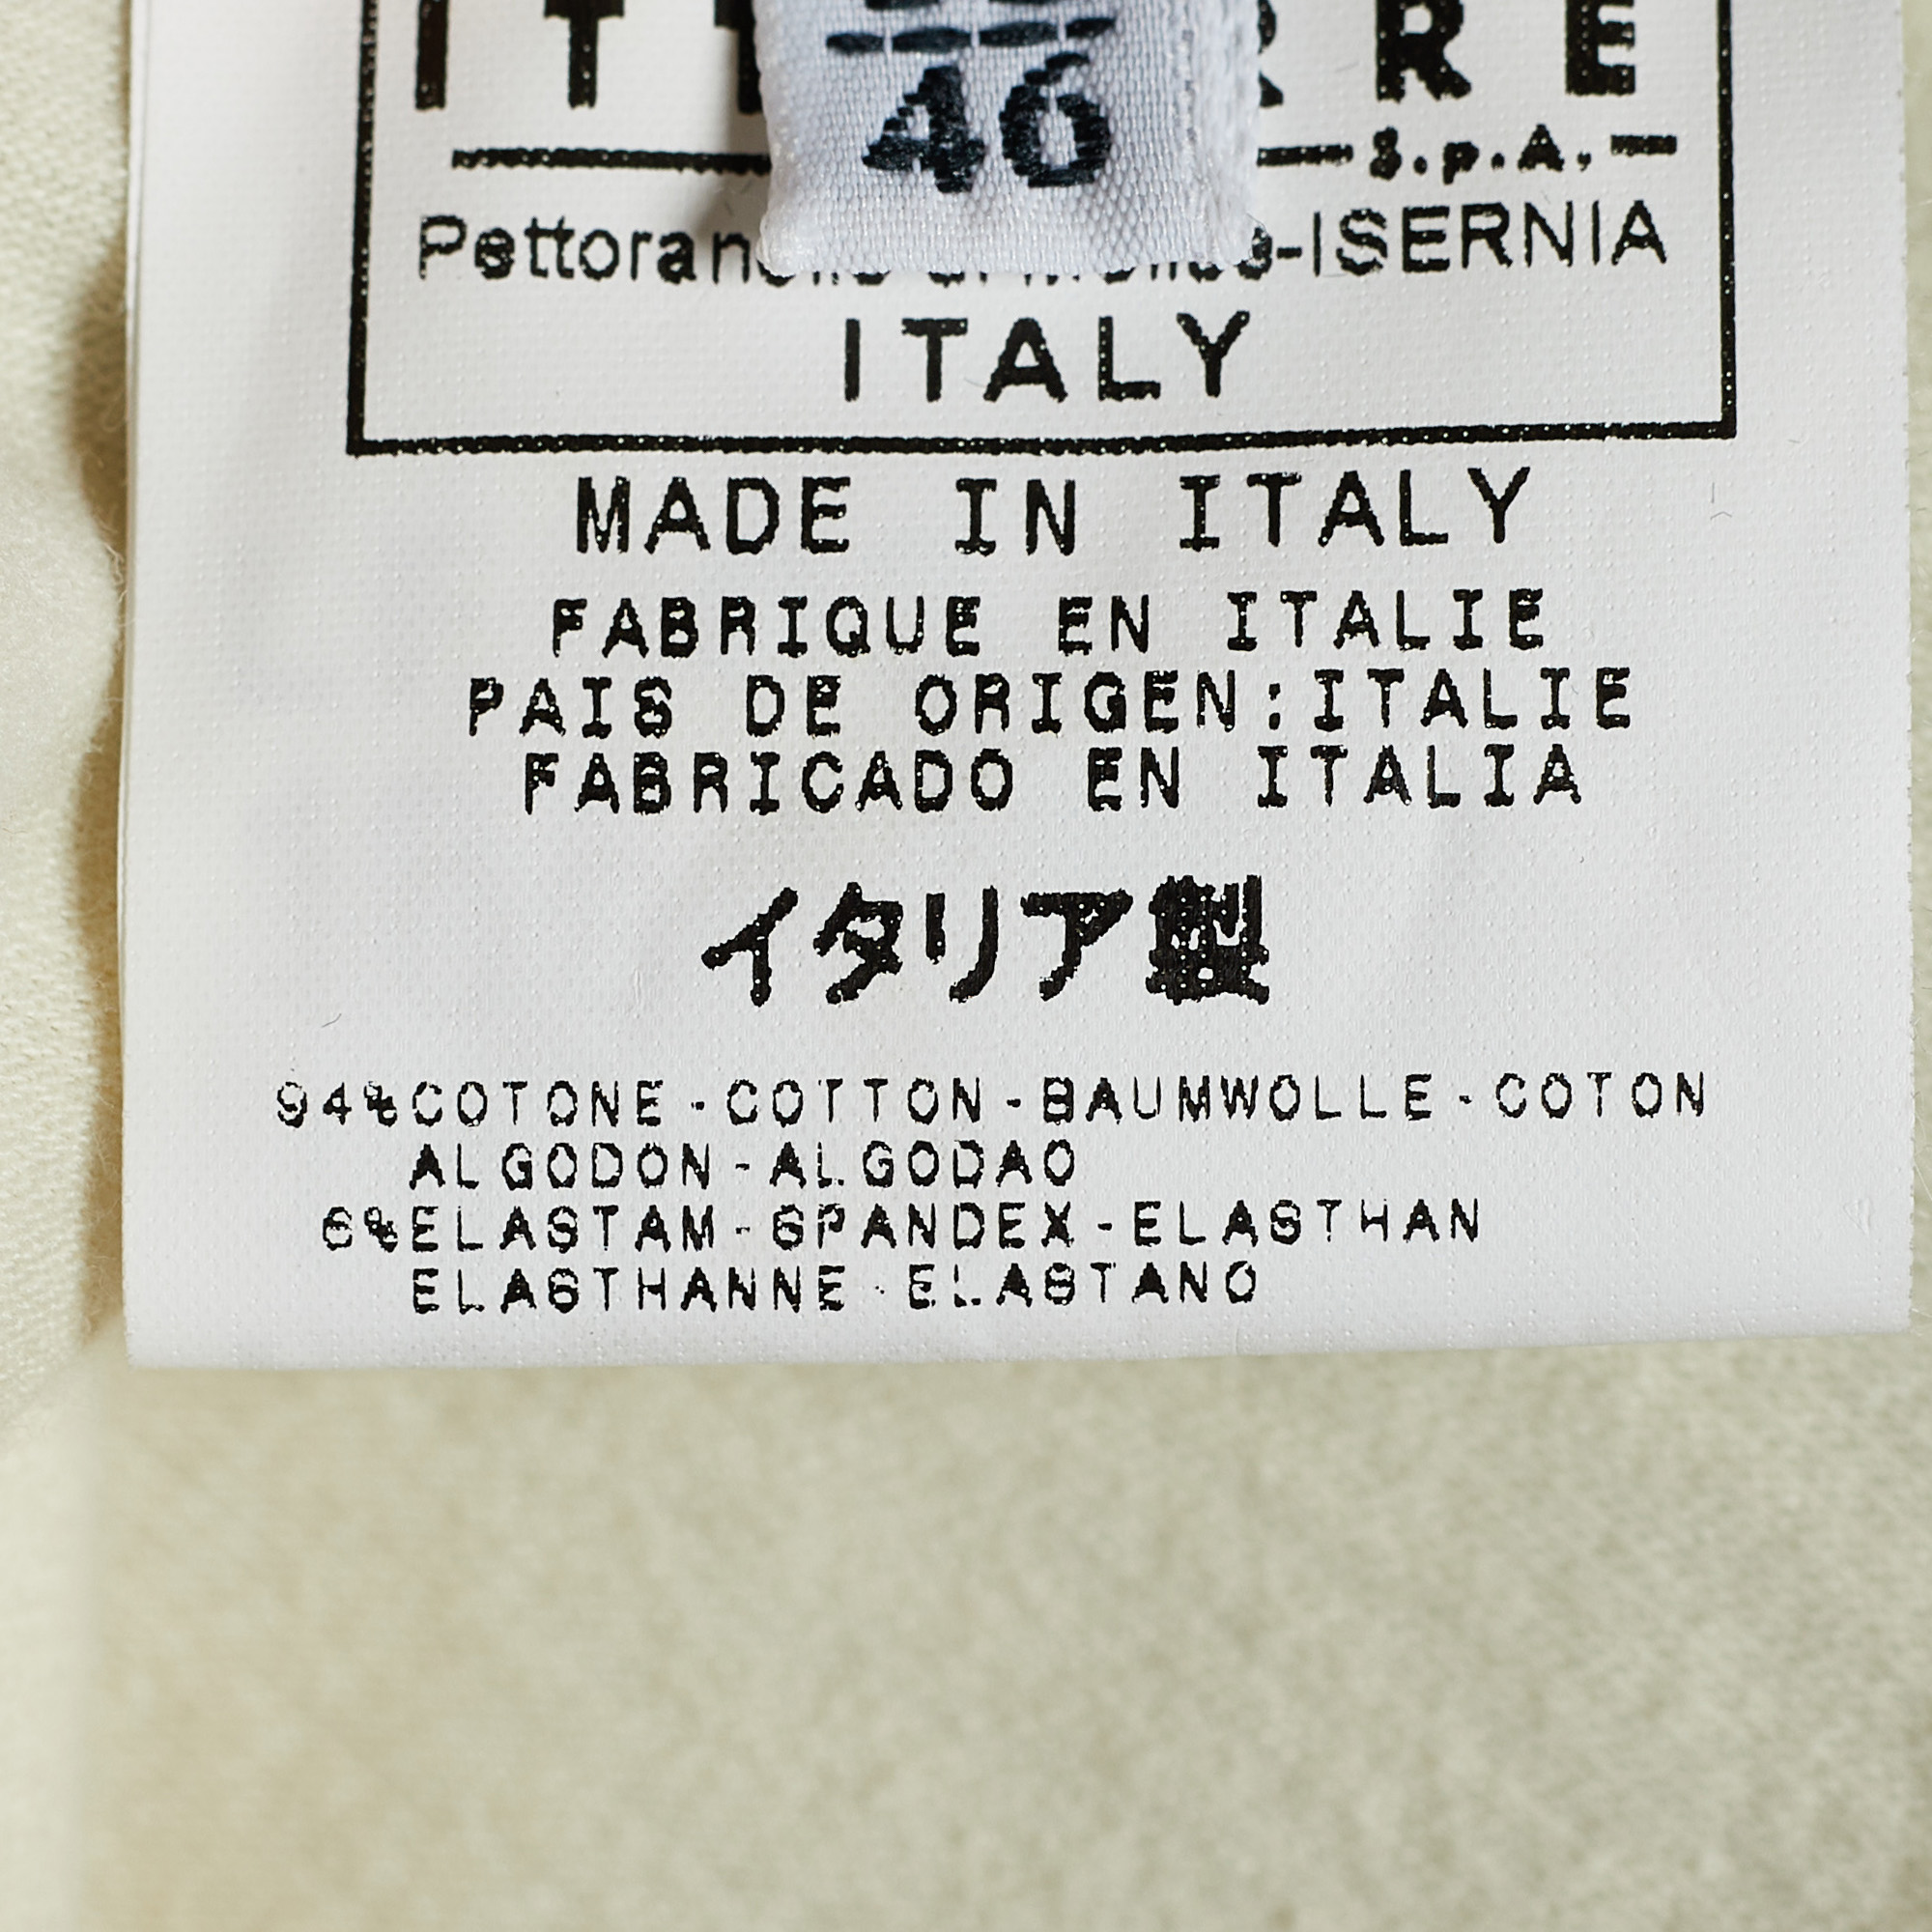 46
S.p.A.
-ISERNIA
ITALY
MADE IN ITALY
FABRIQUE EN ITALIE
PAIS DE ORIGEN:ITALIE
FABRICADO EN ITALIA
イタリア製
94%COTONE-COTTON-BAUMWOLLE-COTON
ALGODON-ALGODAO
6%ELASTAM-SPANDEX-ELASTHAN
ELASTHANNE-ELASTANO